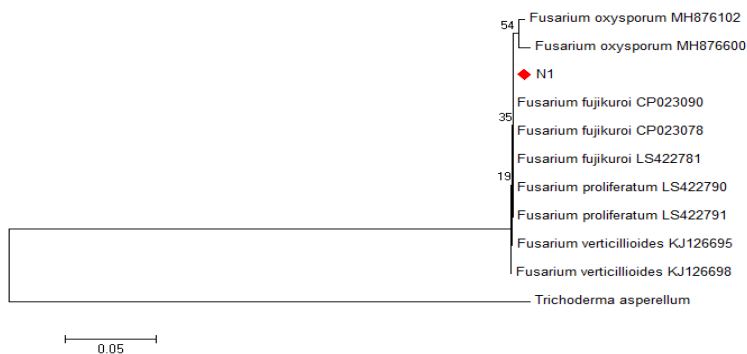 54
Fusarium oxysporum MH876102
Fusarium oxysporum MH876600
N1
Fusarium fujikuroi CP023090
35
Fusarium fujikuroi CP023078
Fusarium fujikuroi LS422781
19
Fusarium proliferatum LS422790
Fusarium proliferatum LS422791
Fusarium verticillioides KJ126695
Fusarium verticillioides KJ126698
Trichoderma asperellum
0.05